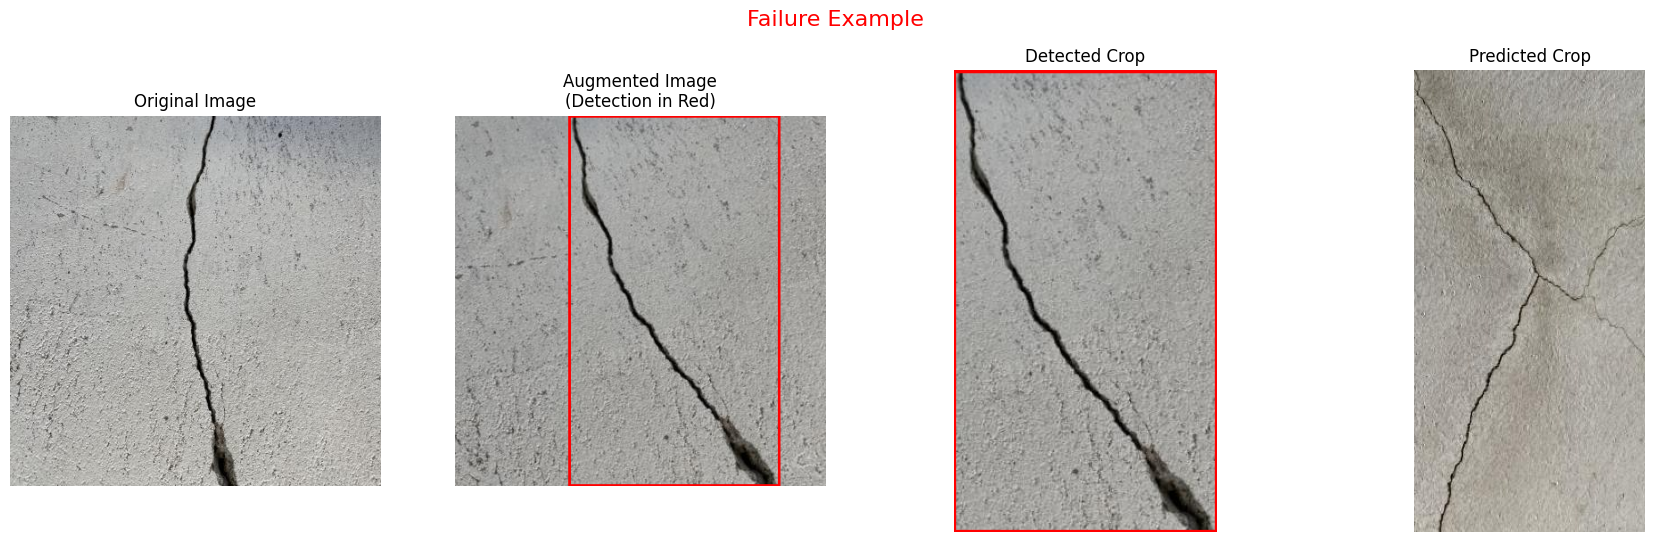 Failure Example
Original Image
Augmented Image
(Detection in Red)
Detected Crop
Predicted Crop